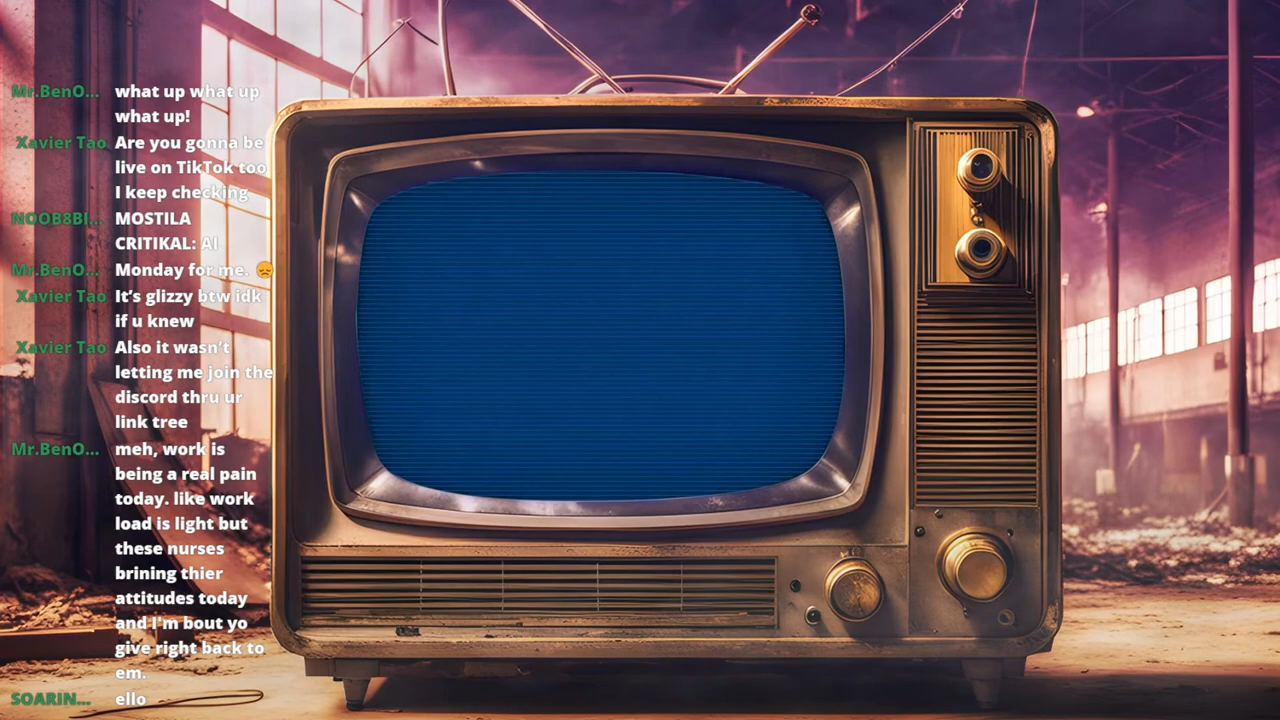 Mr.BenO... what up what up
what up!
Xavier Tao Are you gonna be
live on TikTok too
I keep checking
NOOB8BI... MOSTILA
CRITIKAL: AI
Mr.BenO... Monday for me. 😞
Xavier Tao It's glizzy btw idk
if u knew
Xavier Tao Also it wasn't
letting me join the
discord thru ur
link tree
Mr.BenO... meh, work is
being a real pain
today. like work
load is light but
these nurses
brining thier
attitudes today
and I'm bout yo
give right back to
em.
SOARIN... ello